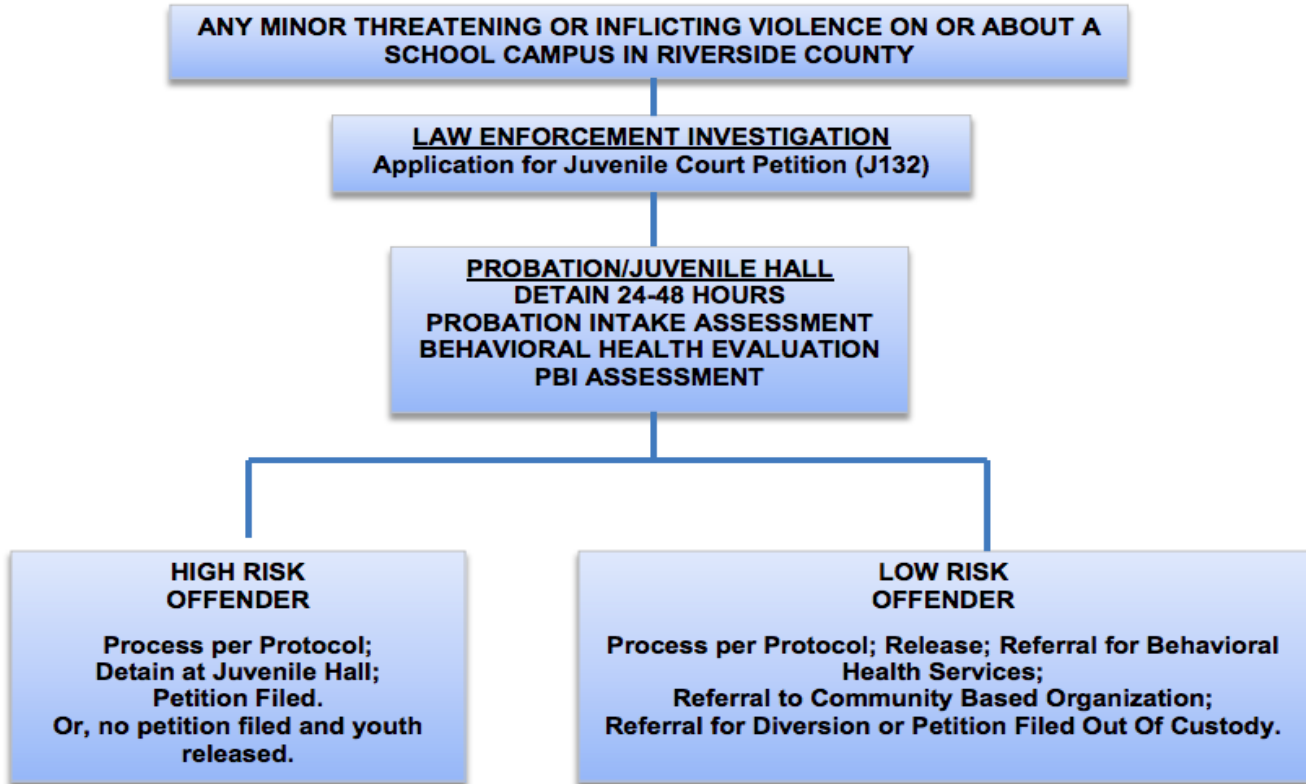 ANY MINOR THREATENING OR INFLICTING VIOLENCE ON OR ABOUT A
SCHOOL CAMPUS IN RIVERSIDE COUNTY
LAW ENFORCEMENT INVESTIGATION
Application for Juvenile Court Petition (J132)
PROBATION/JUVENILE HALL
DETAIN 24-48 HOURS
PROBATION INTAKE ASSESSMENT
BEHAVIORAL HEALTH EVALUATION
PBI ASSESSMENT
HIGH RISK
OFFENDER
Process per Protocol;
Detain at Juvenile Hall;
Petition Filed.
Or, no petition filed and youth
released.
LOW RISK
OFFENDER
Process per Protocol; Release; Referral for Behavioral
Health Services;
Referral to Community Based Organization;
Referral for Diversion or Petition Filed Out Of Custody.